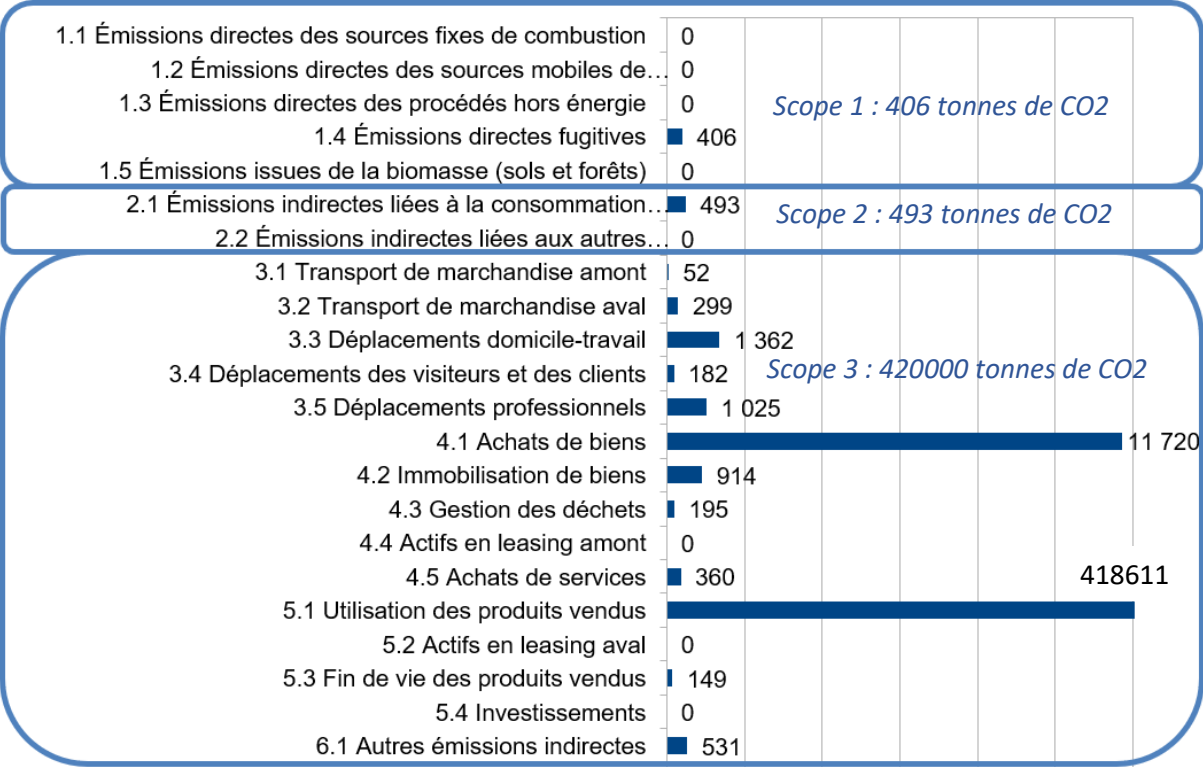 1.1 Émissions directes des sources fixes de combustion 0
1.2 Émissions directes des sources mobiles de… 0
1.3 Émissions directes des procédés hors énergie 0
Scope 1 : 406 tonnes de CO2
1.4 Émissions directes fugitives 406
1.5 Émissions issues de la biomasse (sols et forêts) 0
2.1 Émissions indirectes liées à la consommation… 493
Scope 2 : 493 tonnes de CO2
2.2 Émissions indirectes liées aux autres… 0
3.1 Transport de marchandise amont 52
3.2 Transport de marchandise aval 299
3.3 Déplacements domicile-travail 1 362
Scope 3 : 420000 tonnes de CO2
3.4 Déplacements des visiteurs et des clients 182
3.5 Déplacements professionnels 1 025
4.1 Achats de biens 11 720
4.2 Immobilisation de biens 914
4.3 Gestion des déchets 195
4.4 Actifs en leasing amont 0
4.5 Achats de services 360
418611
5.1 Utilisation des produits vendus
5.2 Actifs en leasing aval 0
5.3 Fin de vie des produits vendus 149
5.4 Investissements 0
6.1 Autres émissions indirectes 531